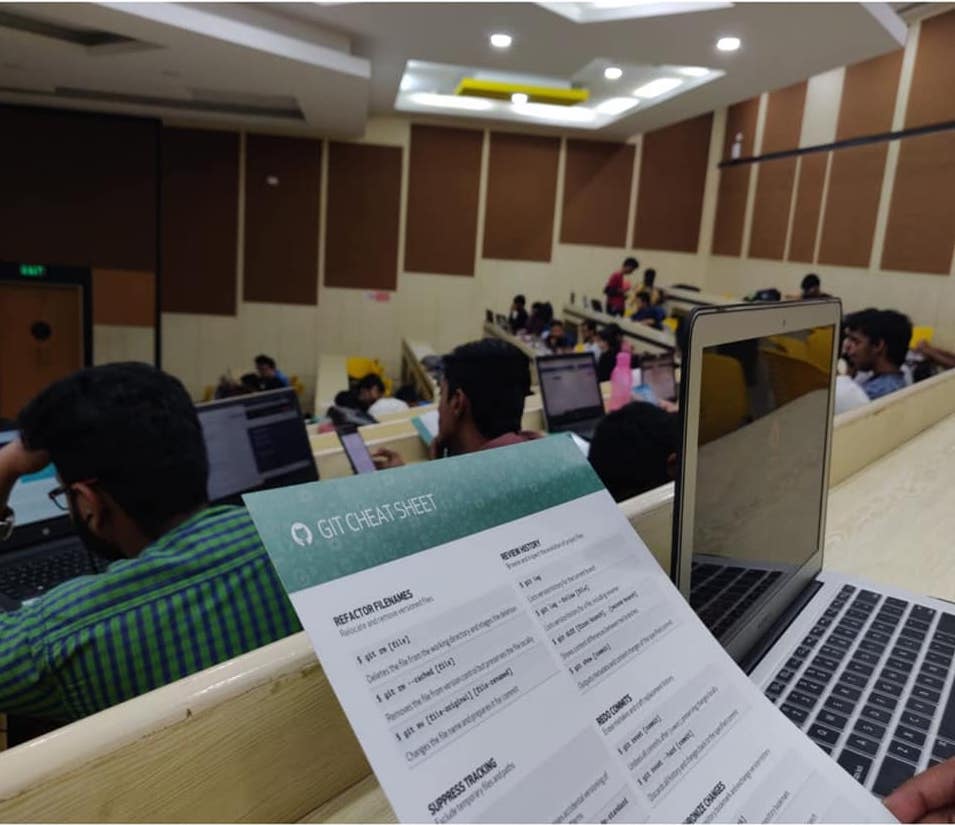 EXIT
GIT CHEAT SHEET
REFACTOR FILENAMES
Relocate and remove versioned files
$ git rm [file]
Deletes the file from the working directory and stages the deletion
$ git rm --cached [file]
Removes the file from version control but preserves the file locally
$ git mv [file-original] [file-renamed]
Changes the file name and prepares it for commit
SUPPRESS TRACKING
Exclude temporary files and paths
REVIEW HISTORY
Browse and inspect the evolution of project files
$ git log
Lists version history for the current branch
$ git log --follow [file]
Lists version history for a file, including renames
$ git diff [first-branch]...[second-branch]
Shows content differences between two branches
$ git show [commit]
Outputs metadata and content changes of the specified commit
REDO COMMITS
Erase mistakes and craft replacement history
$ git reset [commit]
Undoes all commits after [commit], preserving changes locally
$ git reset --hard [commit]
Discards all history and changes back to the specified commit
CHANGES